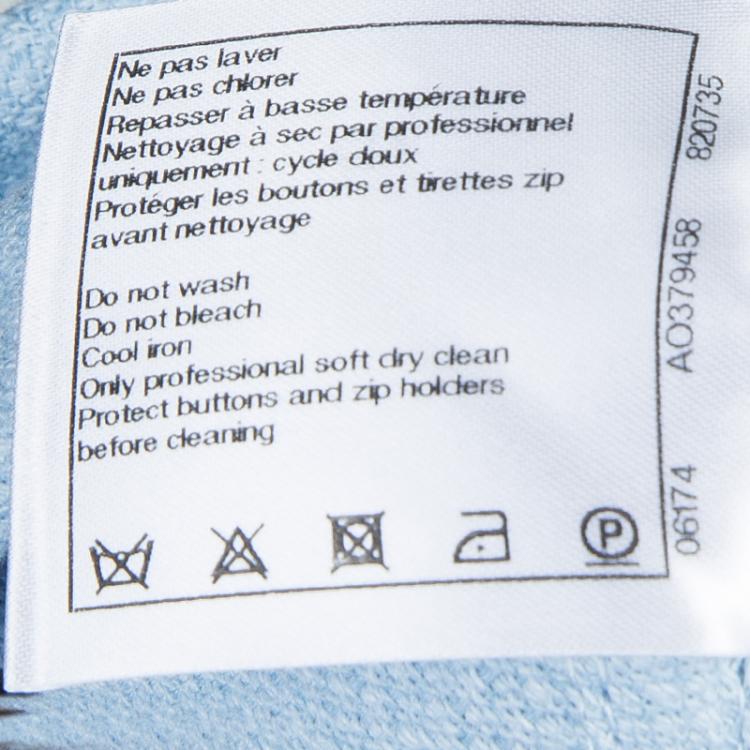 Ne pas laver
Ne pas chlorer
Repasser à basse température
Nettoyage à sec par professionnel
uniquement : cycle doux
Protéger les boutons et tirettes zip
avant nettoyage
Do not wash
Do not bleach
Cool iron
Only professional soft dry clean
Protect buttons and zip holders
before cleaning
P
06174
AO379458
820735